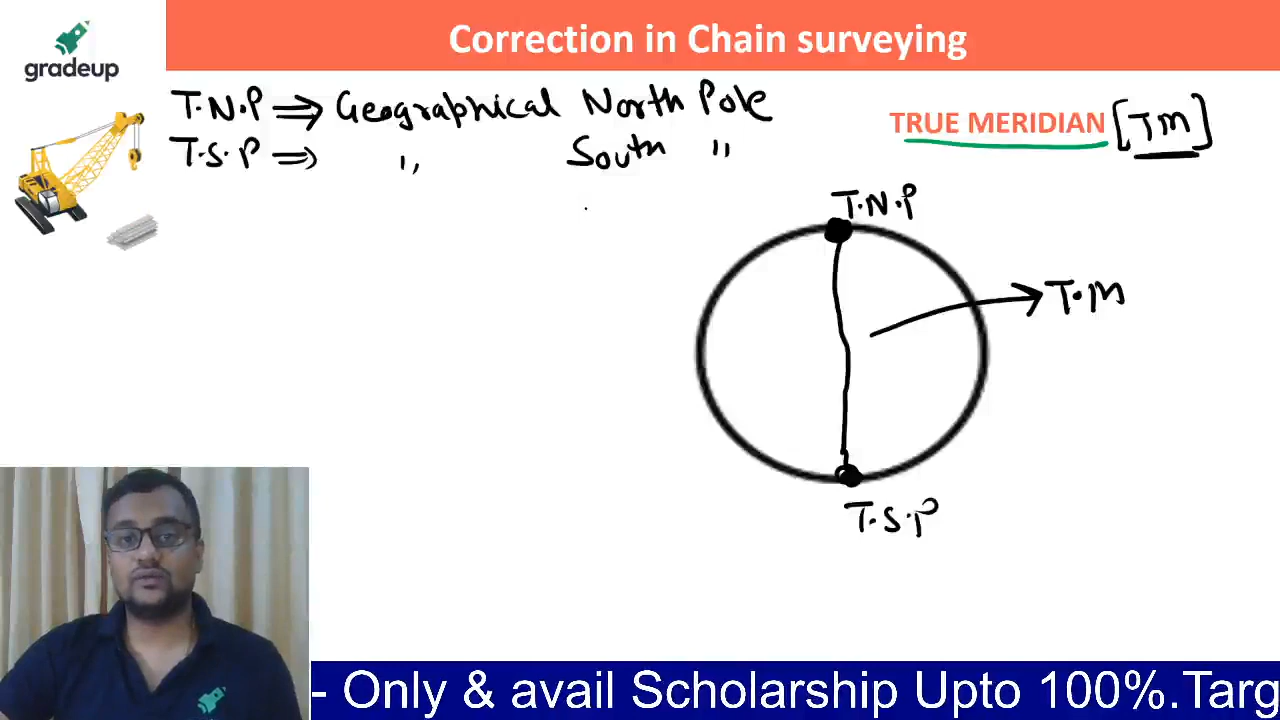 Correction in Chain surveying
gradeup
T.N.P ⇒ Geographical North Pole
T.S.P ⇒ " South "
TRUE MERIDIAN [TM]
T.N.P
T.M
T.S.P
- Only & avail Scholarship Upto 100%.Targ